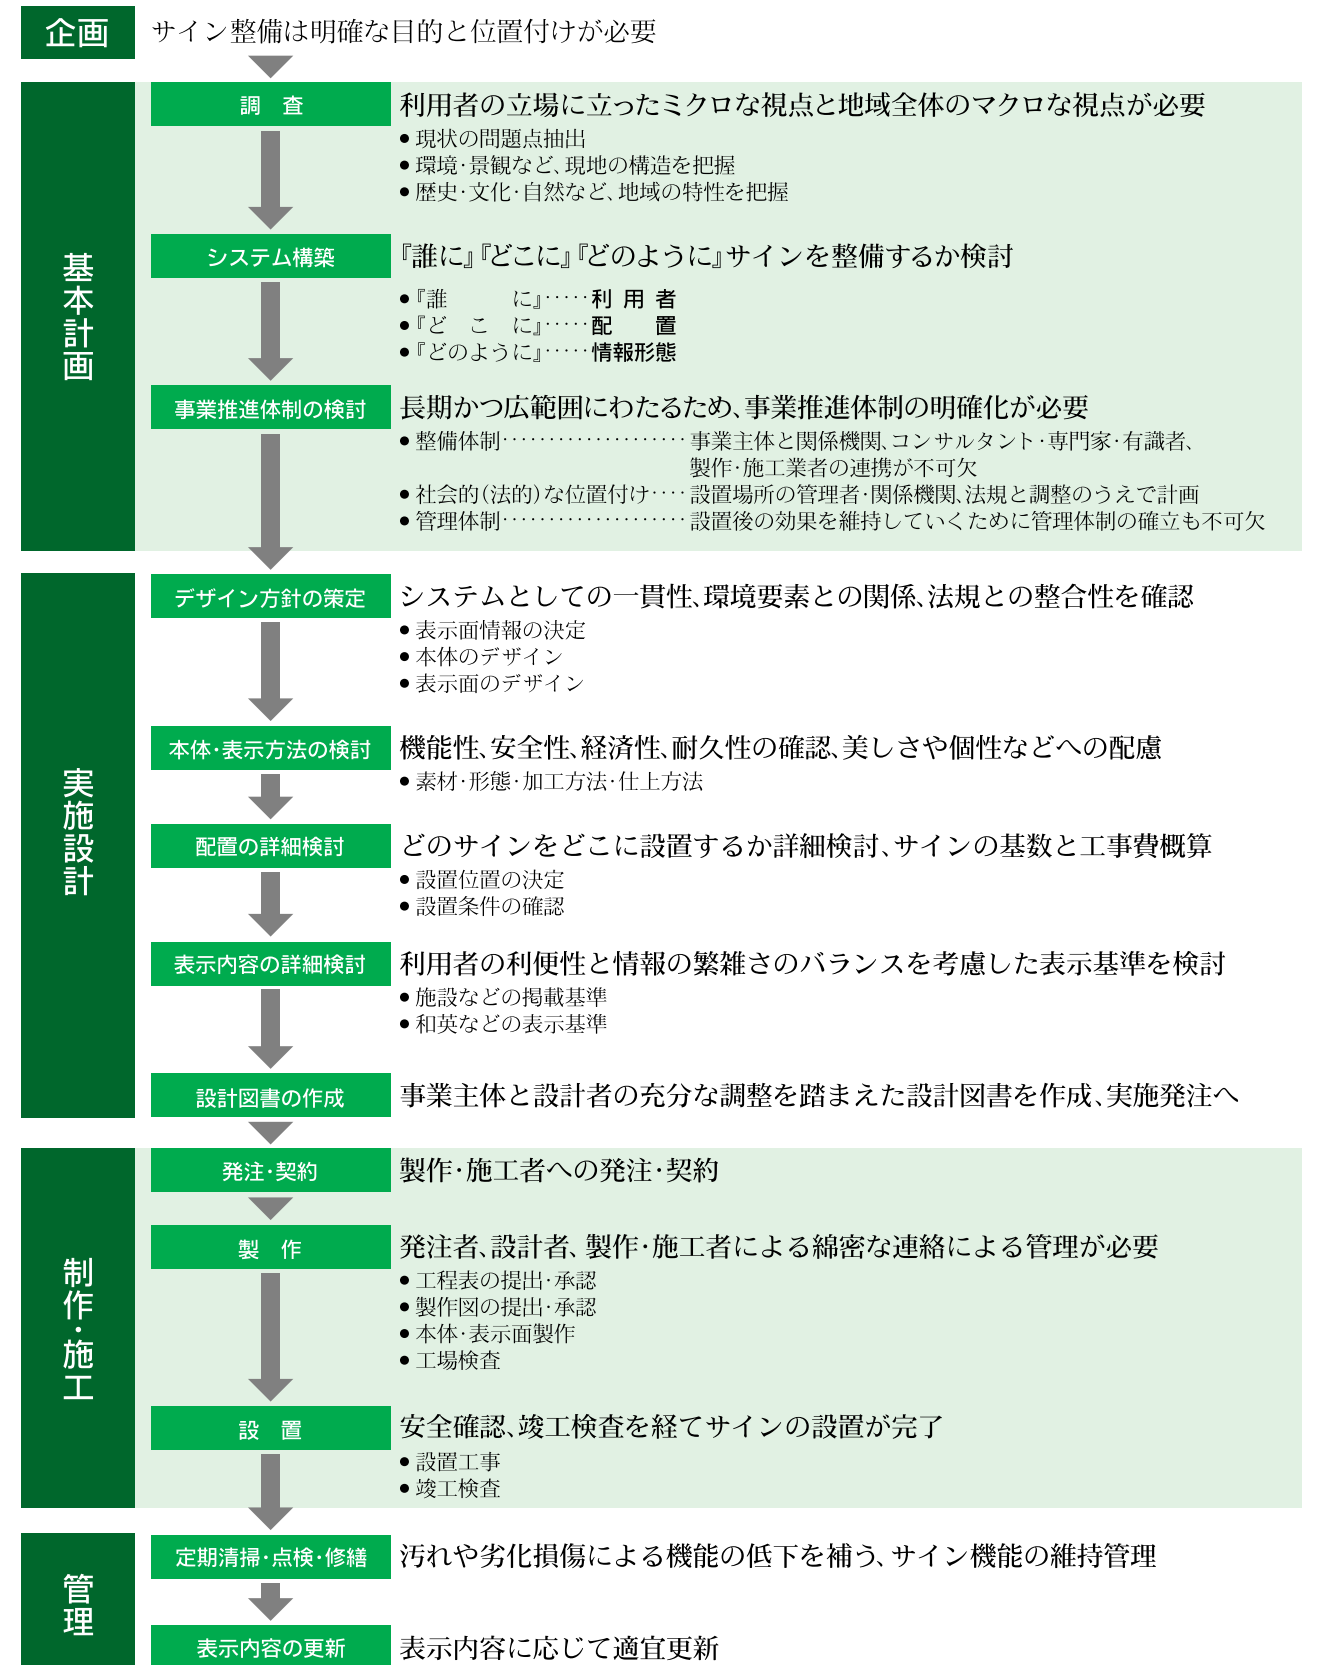 企画
サイン整備は明確な目的と位置付けが必要
基本計画
調　査
利用者の立場に立ったミクロな視点と地域全体のマクロな視点が必要
● 現状の問題点抽出
● 環境･景観など､現地の構造を把握
● 歴史･文化･自然など､地域の特性を把握
システム構築
『誰に』『どこに』『どのように』サインを整備するか検討
●『誰　　　に』‥‥‥利 用 者
●『ど　こ　に』‥‥‥配　　置
●『どのように』‥‥‥情報形態
事業推進体制の検討
長期かつ広範囲にわたるため､事業推進体制の明確化が必要
● 整備体制‥‥‥‥‥‥‥‥‥‥事業主体と関係機関､コンサルタント･専門家･有識者､
製作･施工業者の連携が不可欠
● 社会的(法的)な位置付け‥‥設置場所の管理者･関係機関､法規と調整のうえで計画
● 管理体制‥‥‥‥‥‥‥‥‥‥設置後の効果を維持していくために管理体制の確立も不可欠
実施設計
デザイン方針の策定
システムとしての一貫性､環境要素との関係､法規との整合性を確認
● 表示面情報の決定
● 本体のデザイン
● 表示面のデザイン
本体･表示方法の検討
機能性､安全性､経済性､耐久性の確認､美しさや個性などへの配慮
● 素材･形態･加工方法･仕上方法
配置の詳細検討
どのサインをどこに設置するか詳細検討､サインの基数と工事費概算
● 設置位置の決定
● 設置条件の確認
表示内容の詳細検討
利用者の利便性と情報の繁雑さのバランスを考慮した表示基準を検討
● 施設などの掲載基準
● 和英などの表示基準
設計図書の作成
事業主体と設計者の充分な調整を踏まえた設計図書を作成､実施発注へ
制作･施工
発注･契約
製作･施工者への発注･契約
製　作
発注者､設計者､ 製作･施工者による綿密な連絡による管理が必要
● 工程表の提出･承認
● 製作図の提出･承認
● 本体･表示面製作
● 工場検査
設　置
安全確認､竣工検査を経てサインの設置が完了
● 設置工事
● 竣工検査
管理
定期清掃･点検･修繕
汚れや劣化損傷による機能の低下を補う､サイン機能の維持管理
表示内容の更新
表示内容に応じて適宜更新